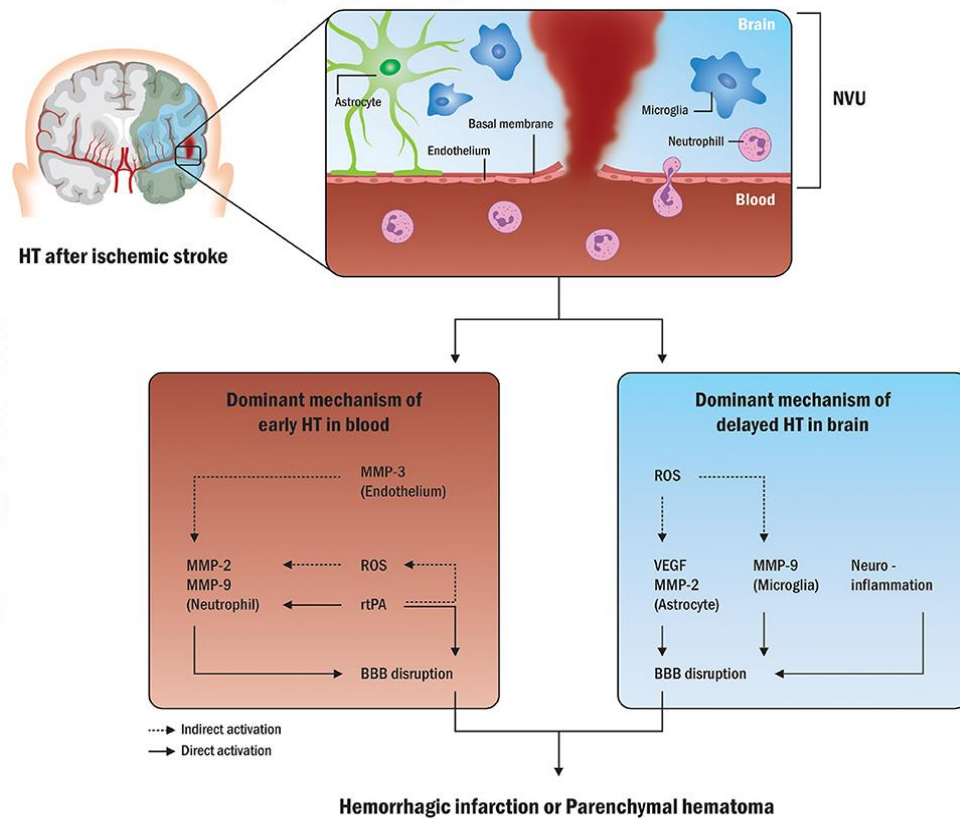 Brain
Astrocyte
Microglia
NVU
Basal membrane
Neutrophill
Endothelium
Blood
HT after ischemic stroke
Dominant mechanism of
early HT in blood
MMP-3
(Endothelium)
MMP-2
MMP-9
(Neutrophil)
ROS
rtPA
BBB disruption
Dominant mechanism of
delayed HT in brain
ROS
VEGF
MMP-2
(Astrocyte)
MMP-9
(Microglia)
Neuro -
inflammation
BBB disruption
Indirect activation
Direct activation
Hemorrhagic infarction or Parenchymal hematoma